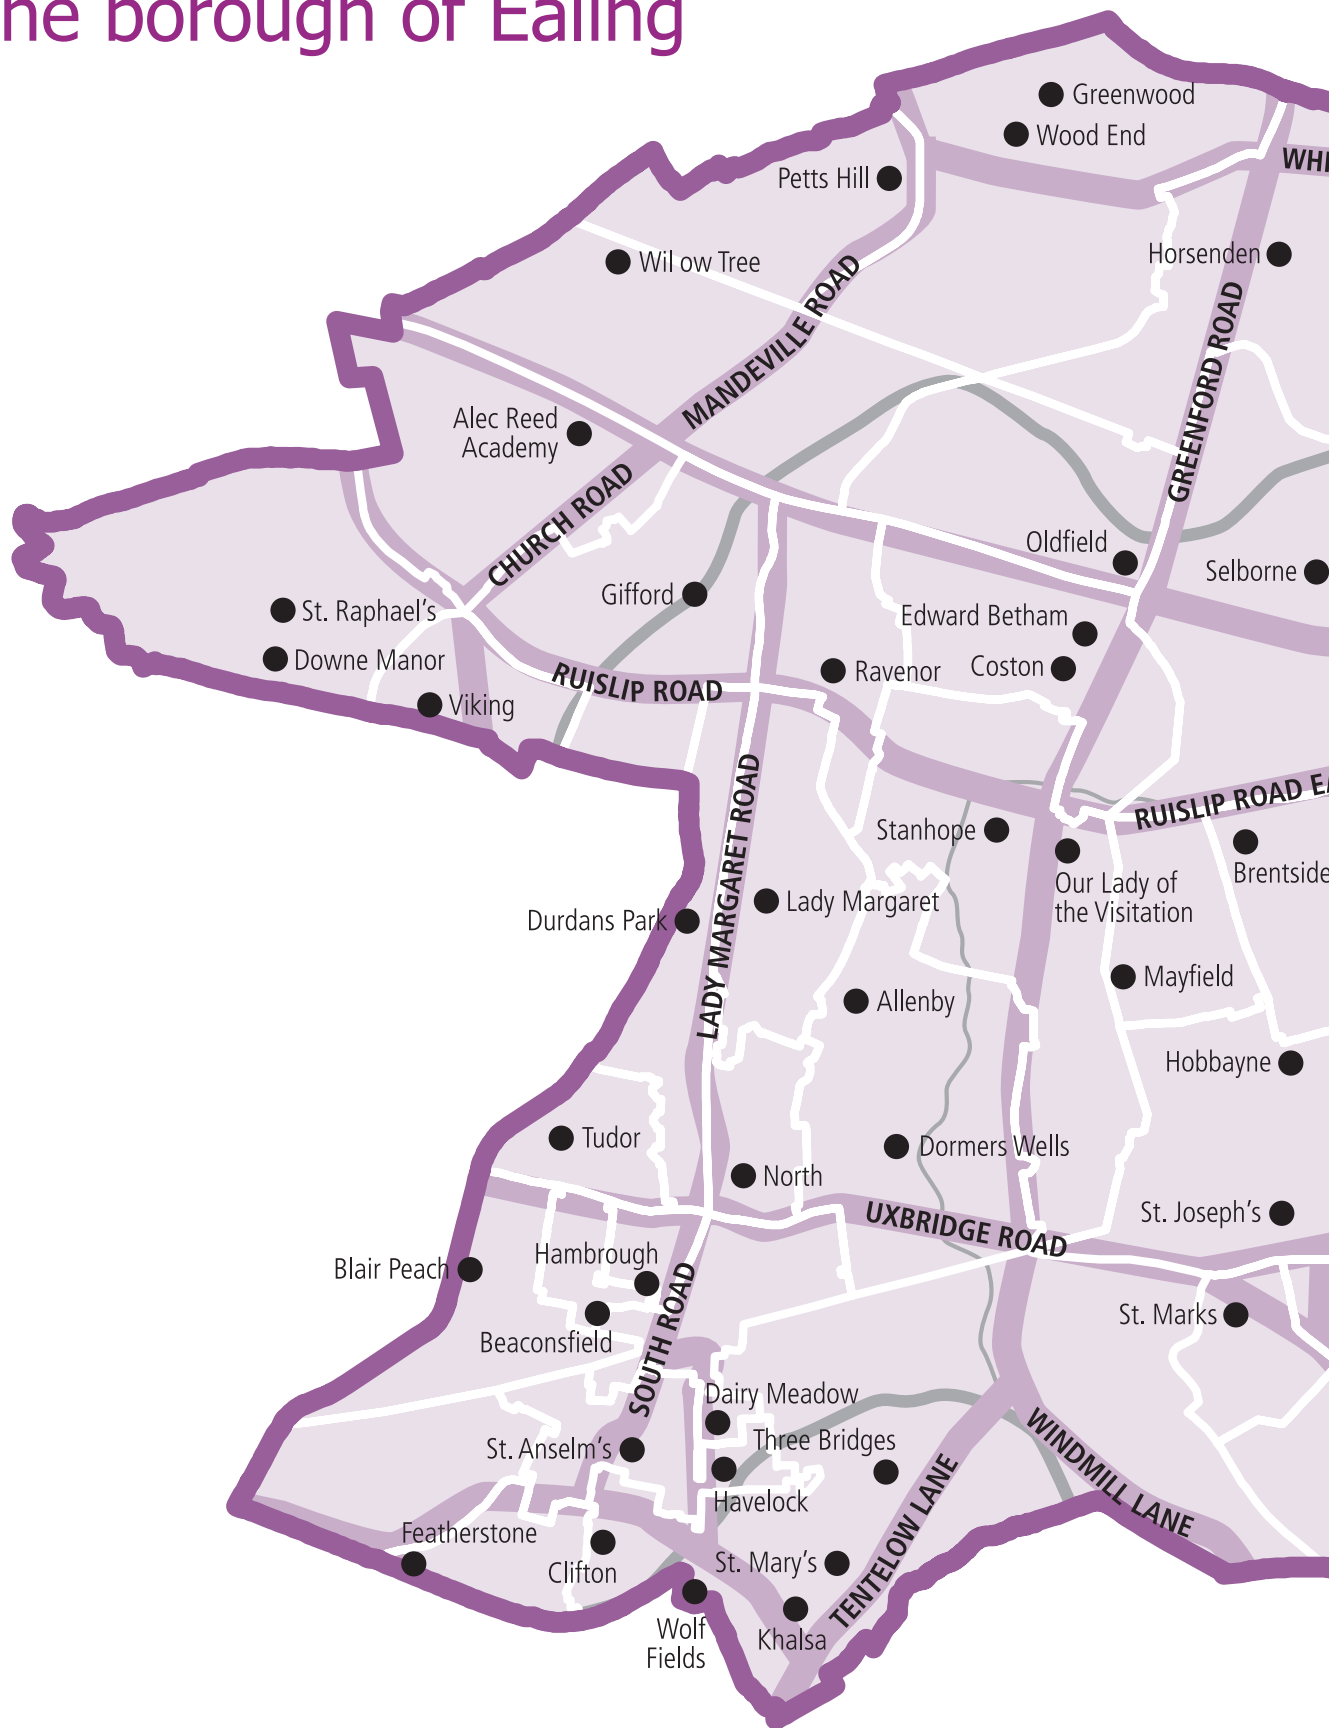 he borough of Ealing
Greenwood
Wood End
WHI
Petts Hill
Horsenden
Wil ow Tree
MANDEVILLE ROAD
GREENFORD ROAD
Alec Reed
Academy
CHURCH ROAD
Oldfield
Selborne
Gifford
St. Raphael's
Edward Betham
Downe Manor
Ravenor
Coston
RUISLIP ROAD
Viking
RUISLIP ROAD EA
LADY MARGARET ROAD
Stanhope
Brentside
Our Lady of
the Visitation
Lady Margaret
Durdans Park
Mayfield
Allenby
Hobbayne
Tudor
Dormers Wells
North
St. Joseph's
UXBRIDGE ROAD
Hambrough
Blair Peach
St. Marks
Beaconsfield
SOUTH ROAD
Dairy Meadow
Three Bridges
St. Anselm's
WINDMILL LANE
Havelock
Featherstone
TENTELOW LANE
St. Mary's
Clifton
Wolf
Fields
Khalsa